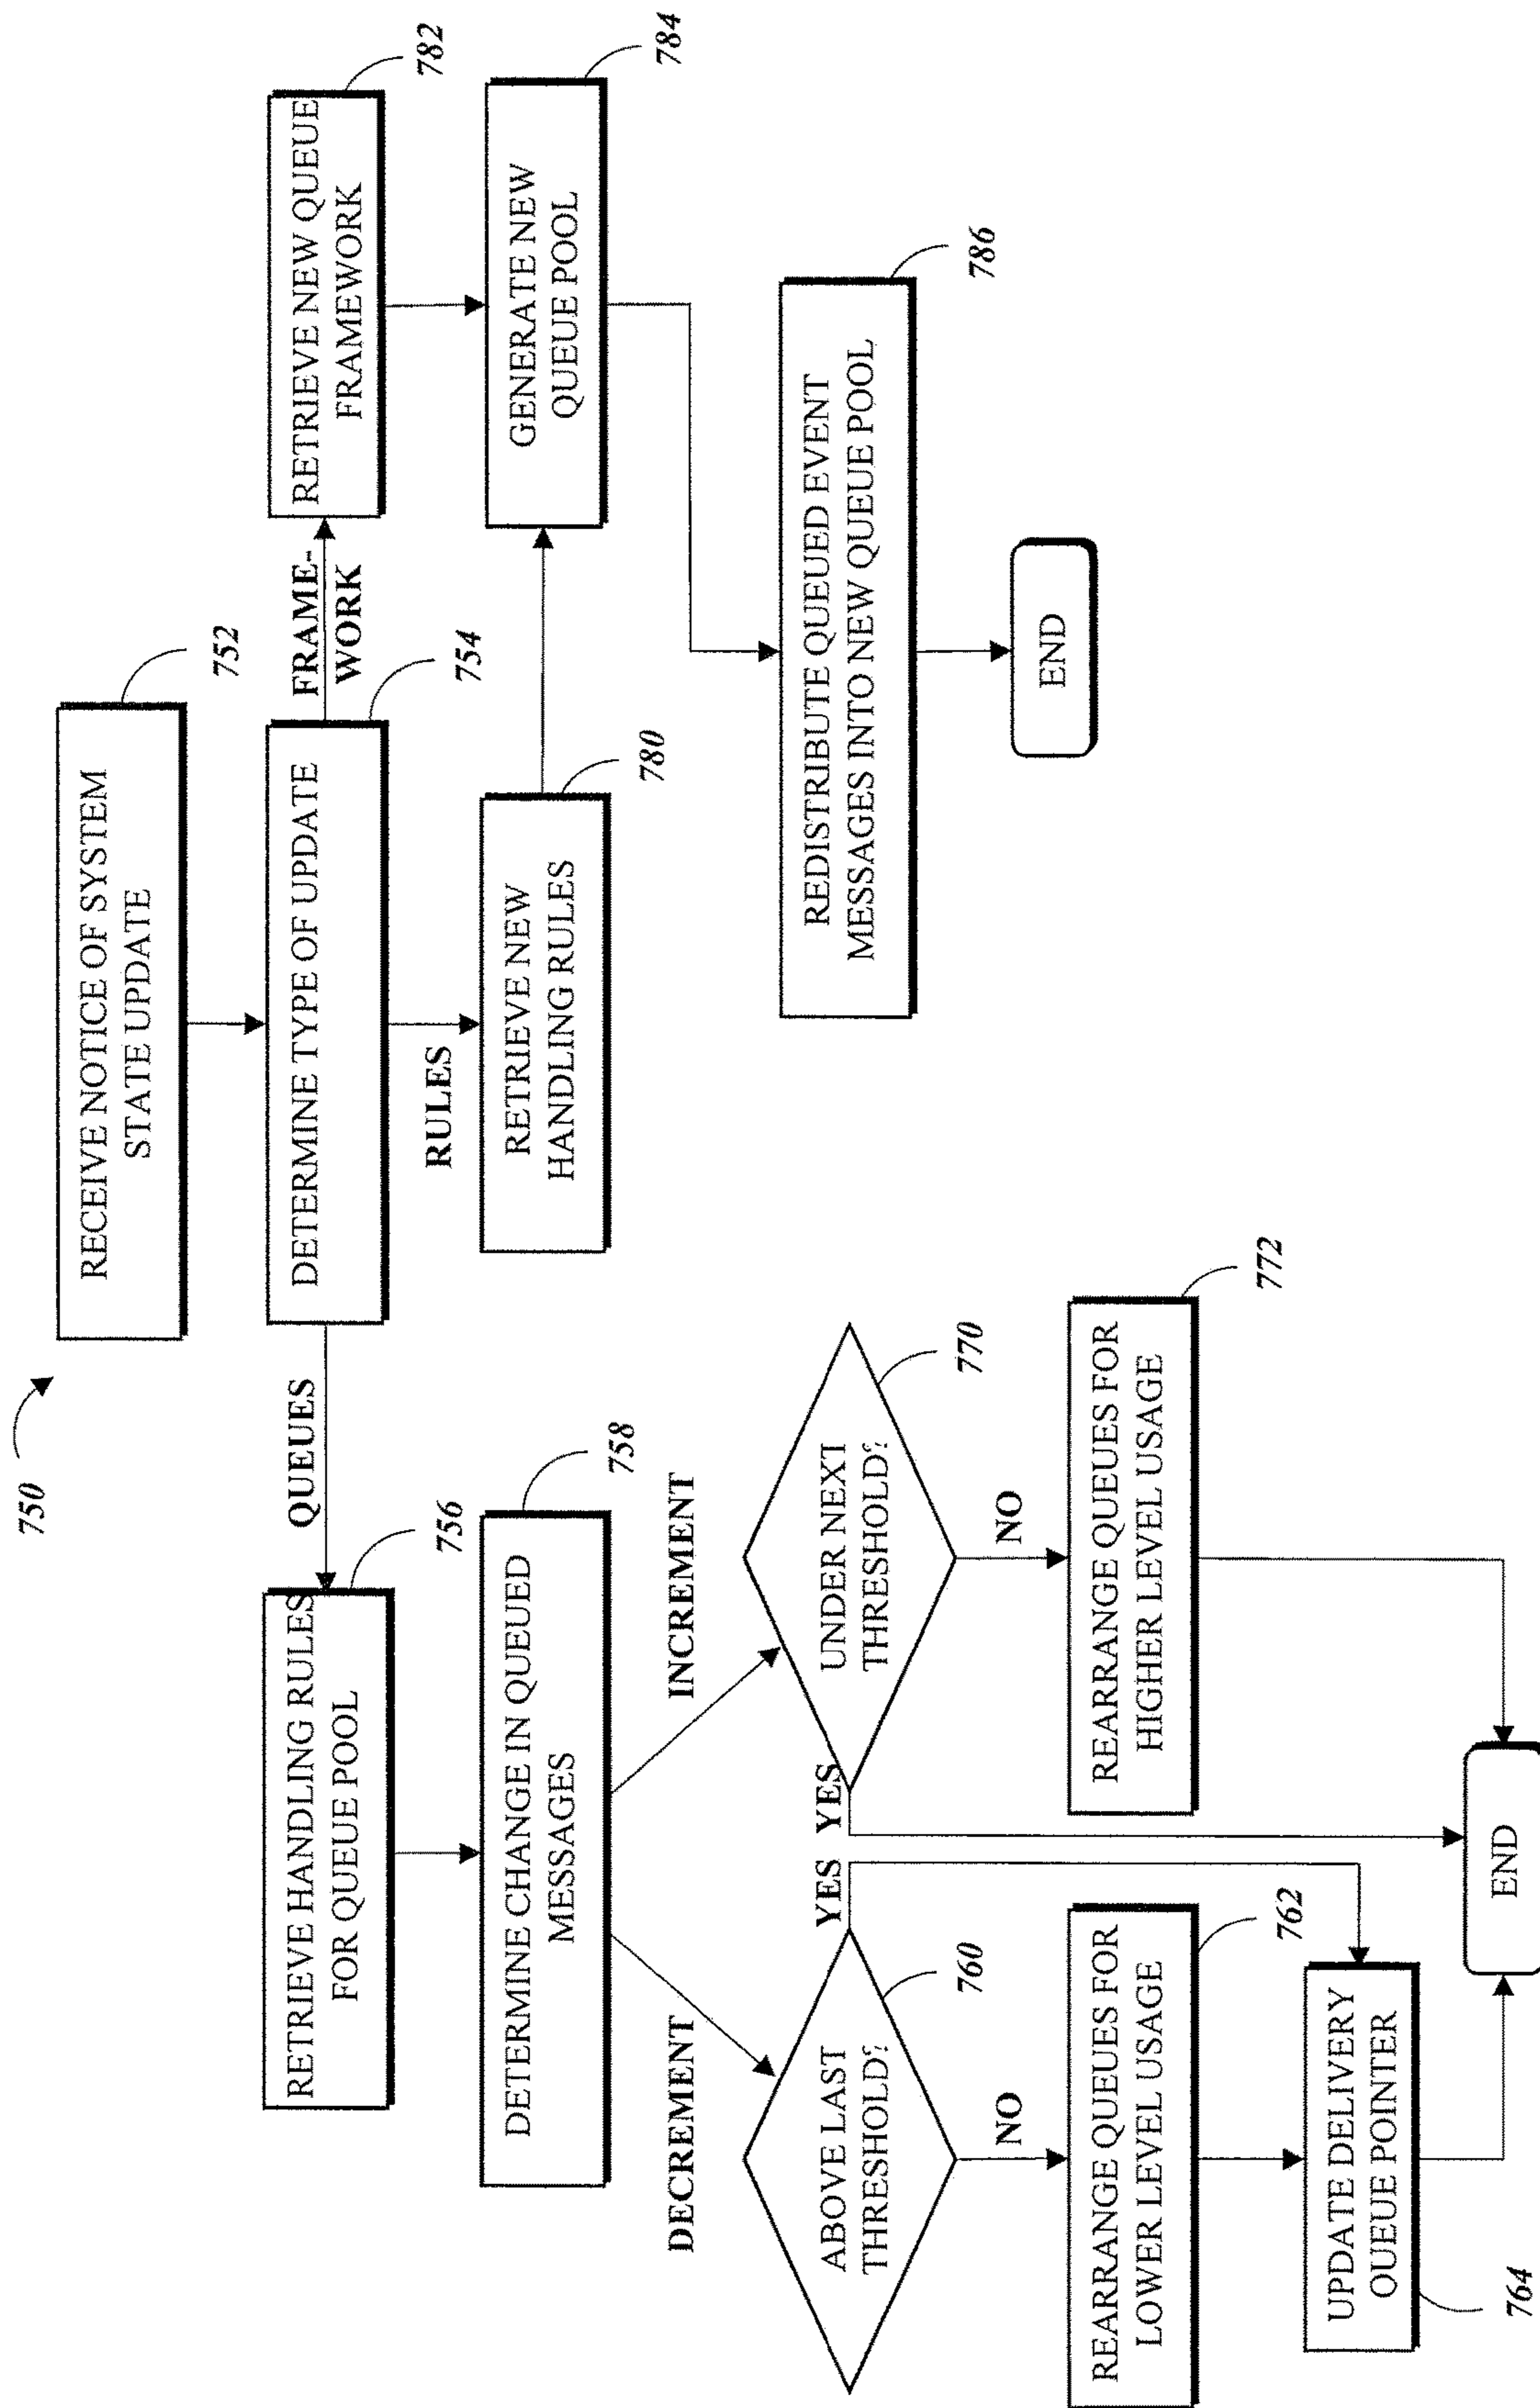 750
RECEIVE NOTICE OF SYSTEM
STATE UPDATE
752
DETERMINE TYPE OF UPDATE
754
QUEUES
FRAME-
WORK
RULES
RETRIEVE HANDLING RULES
FOR QUEUE POOL
756
RETRIEVE NEW QUEUE
FRAMEWORK
782
DETERMINE CHANGE IN QUEUED
MESSAGES
758
RETRIEVE NEW
HANDLING RULES
780
GENERATE NEW
QUEUE POOL
784
DECREMENT
INCREMENT
ABOVE LAST
THRESHOLD?
760
YES
YES
UNDER NEXT
THRESHOLD?
770
REDISTRIBUTE QUEUED EVENT
MESSAGES INTO NEW QUEUE POOL
786
NO
NO
REARRANGE QUEUES FOR
LOWER LEVEL USAGE
762
REARRANGE QUEUES FOR
HIGHER LEVEL USAGE
772
END
UPDATE DELIVERY
QUEUE POINTER
764
END